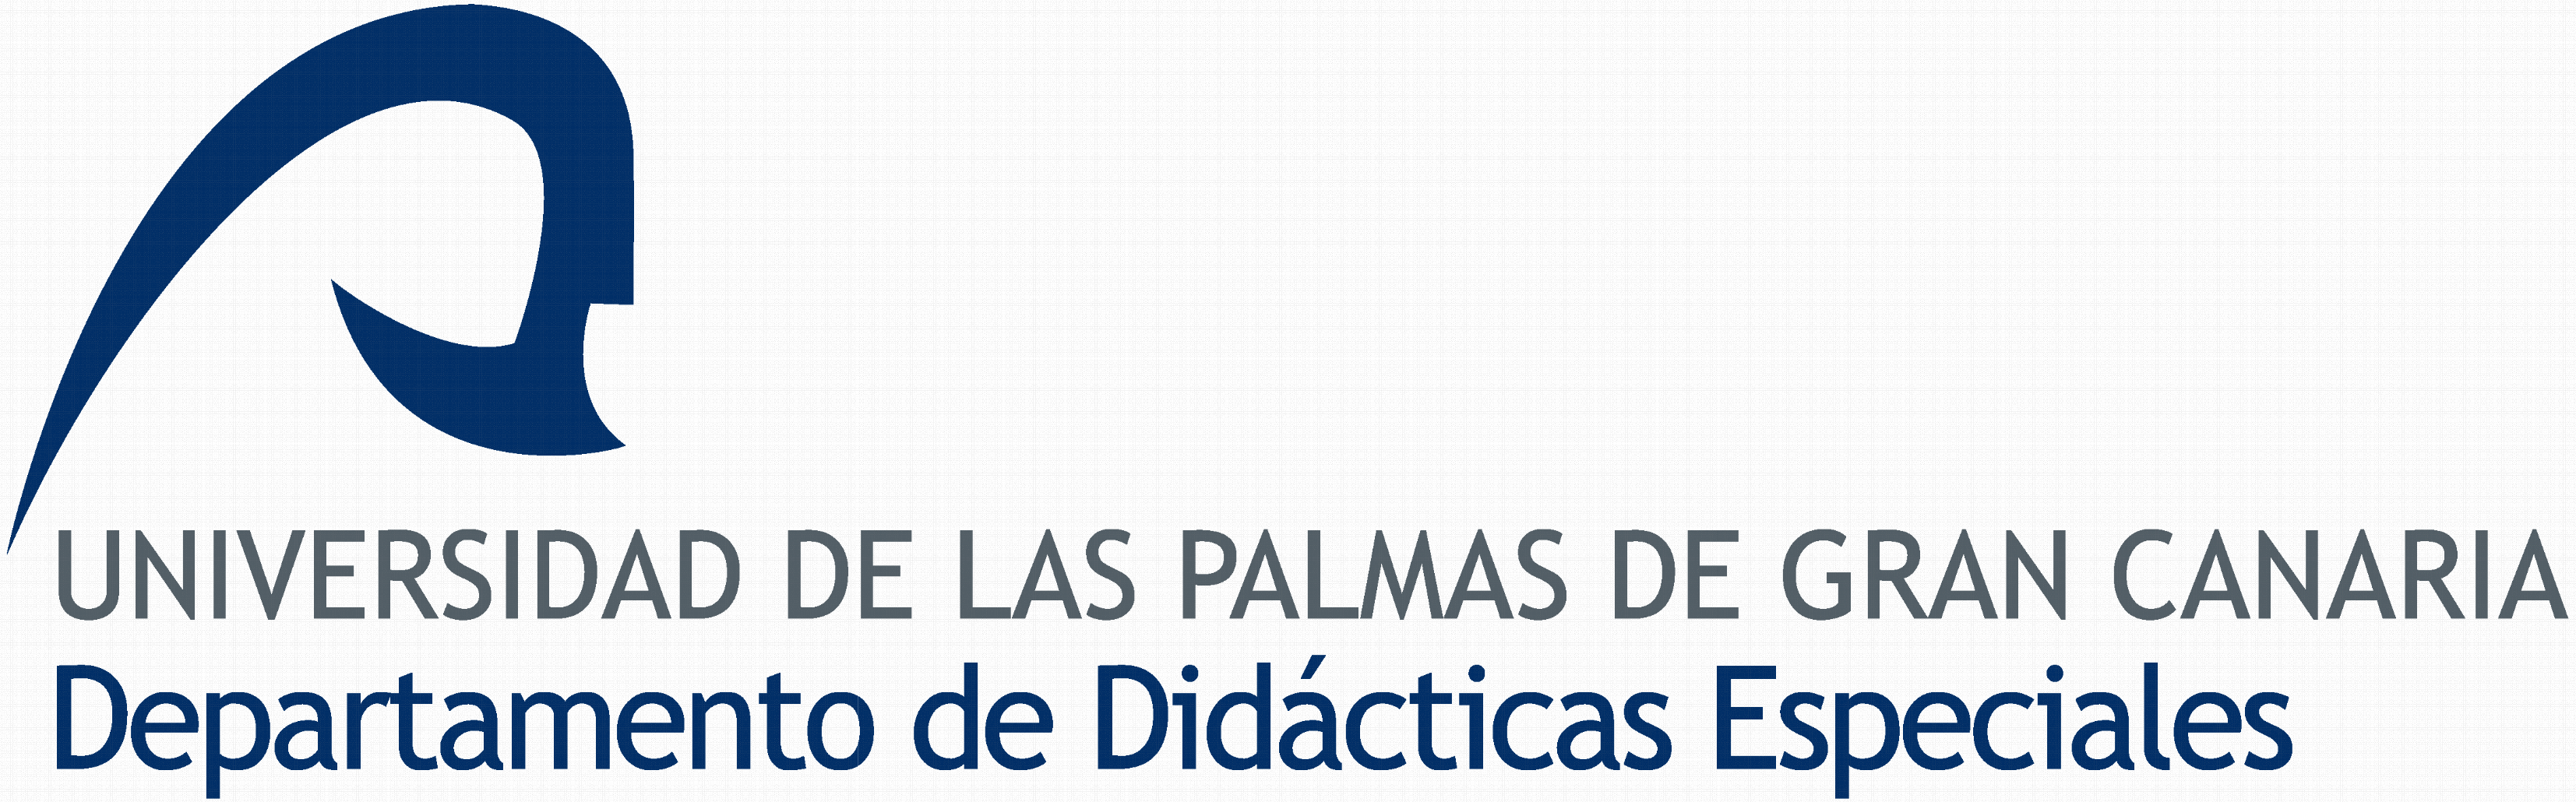 UNIVERSIDAD DE LAS PALMAS DE GRAN CANARIA
Departamento de Didácticas Especiales